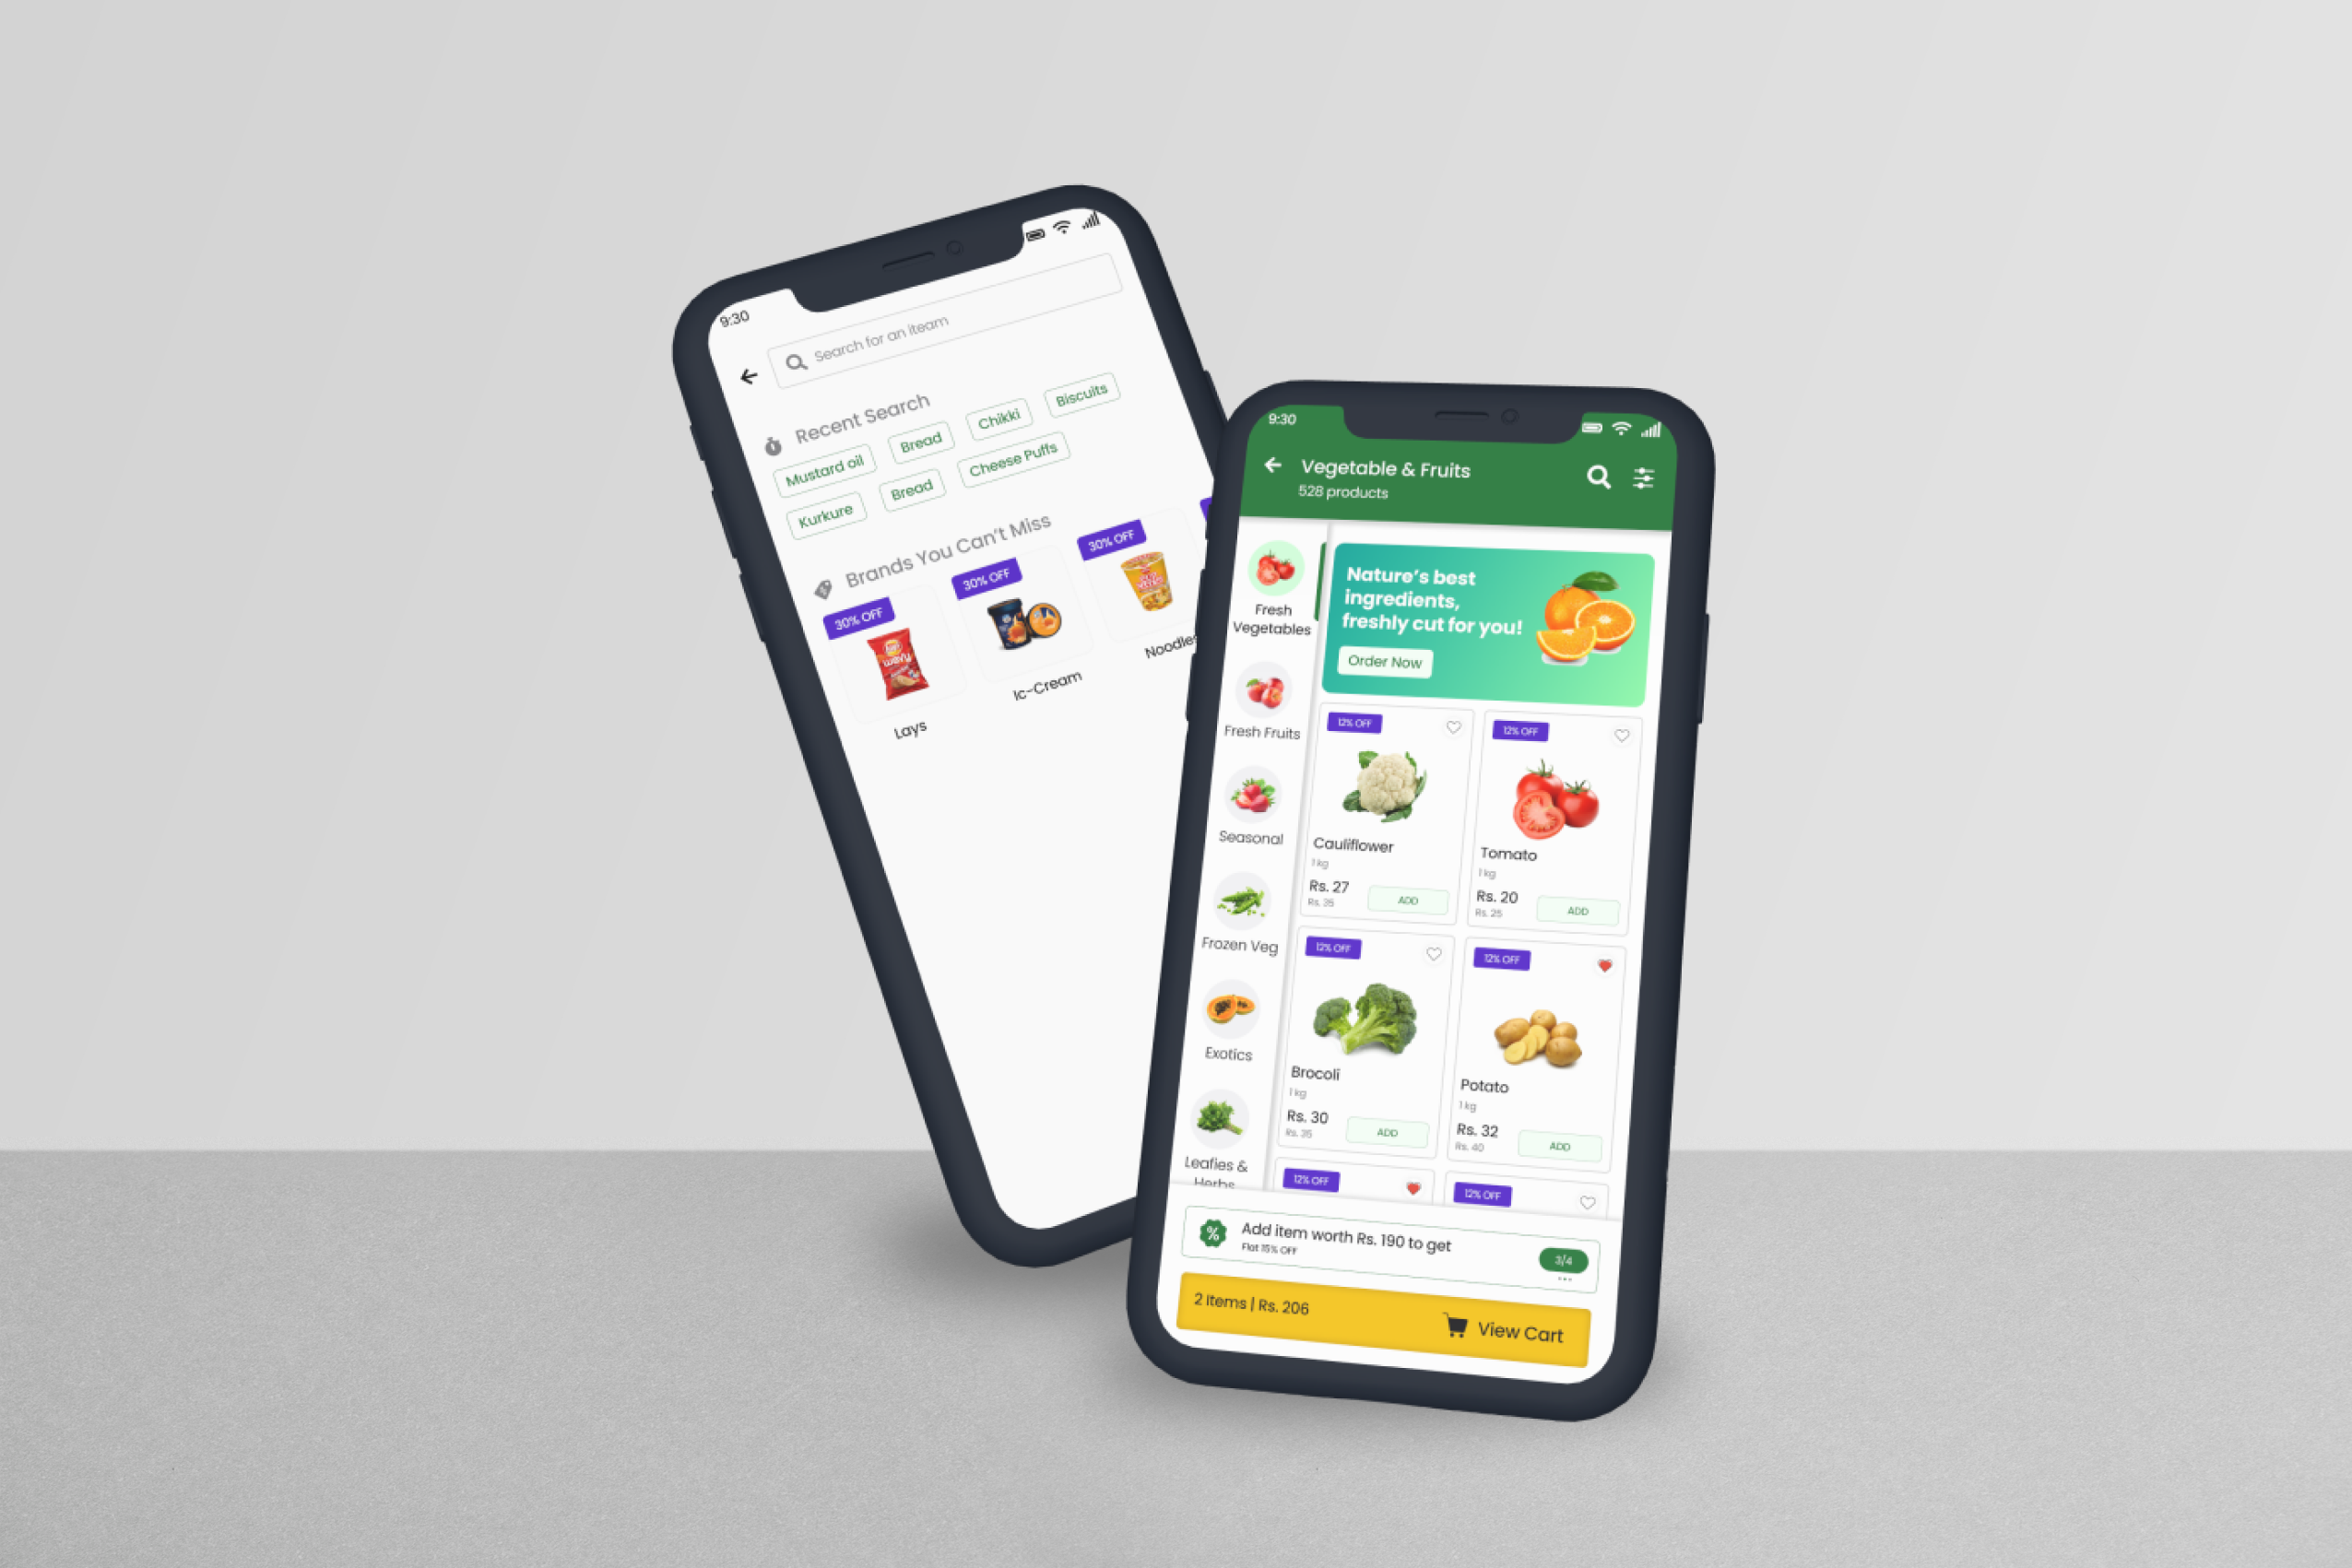 9:30
Search for an iteam
Recent Search
Mustard oil
Bread
Chikki
Biscuits
Kurkure
Bread
Cheese Puffs
Brands You Can't Miss
30% OFF
30% OFF
30% OFF
Lays
Ic-Cream
Noodles
9:30
Vegetable & Fruits
528 products
Fresh
Vegetables
Fresh Fruits
Seasonal
Frozen Veg
Exotics
Leafies &
Herbs
Nature's best
ingredients,
freshly cut for you!
Order Now
12% OFF
Cauliflower
1 kg
Rs. 27
Rs. 35
ADD
12% OFF
Tomato
1 kg
Rs. 20
Rs. 25
ADD
12% OFF
Brocoli
1 kg
Rs. 30
Rs. 35
ADD
12% OFF
Potato
1 kg
Rs. 32
Rs. 40
ADD
12% OFF
12% OFF
%
Add item worth Rs. 190 to get
Flat 15% OFF
3/4
2 Items | Rs. 206
View Cart